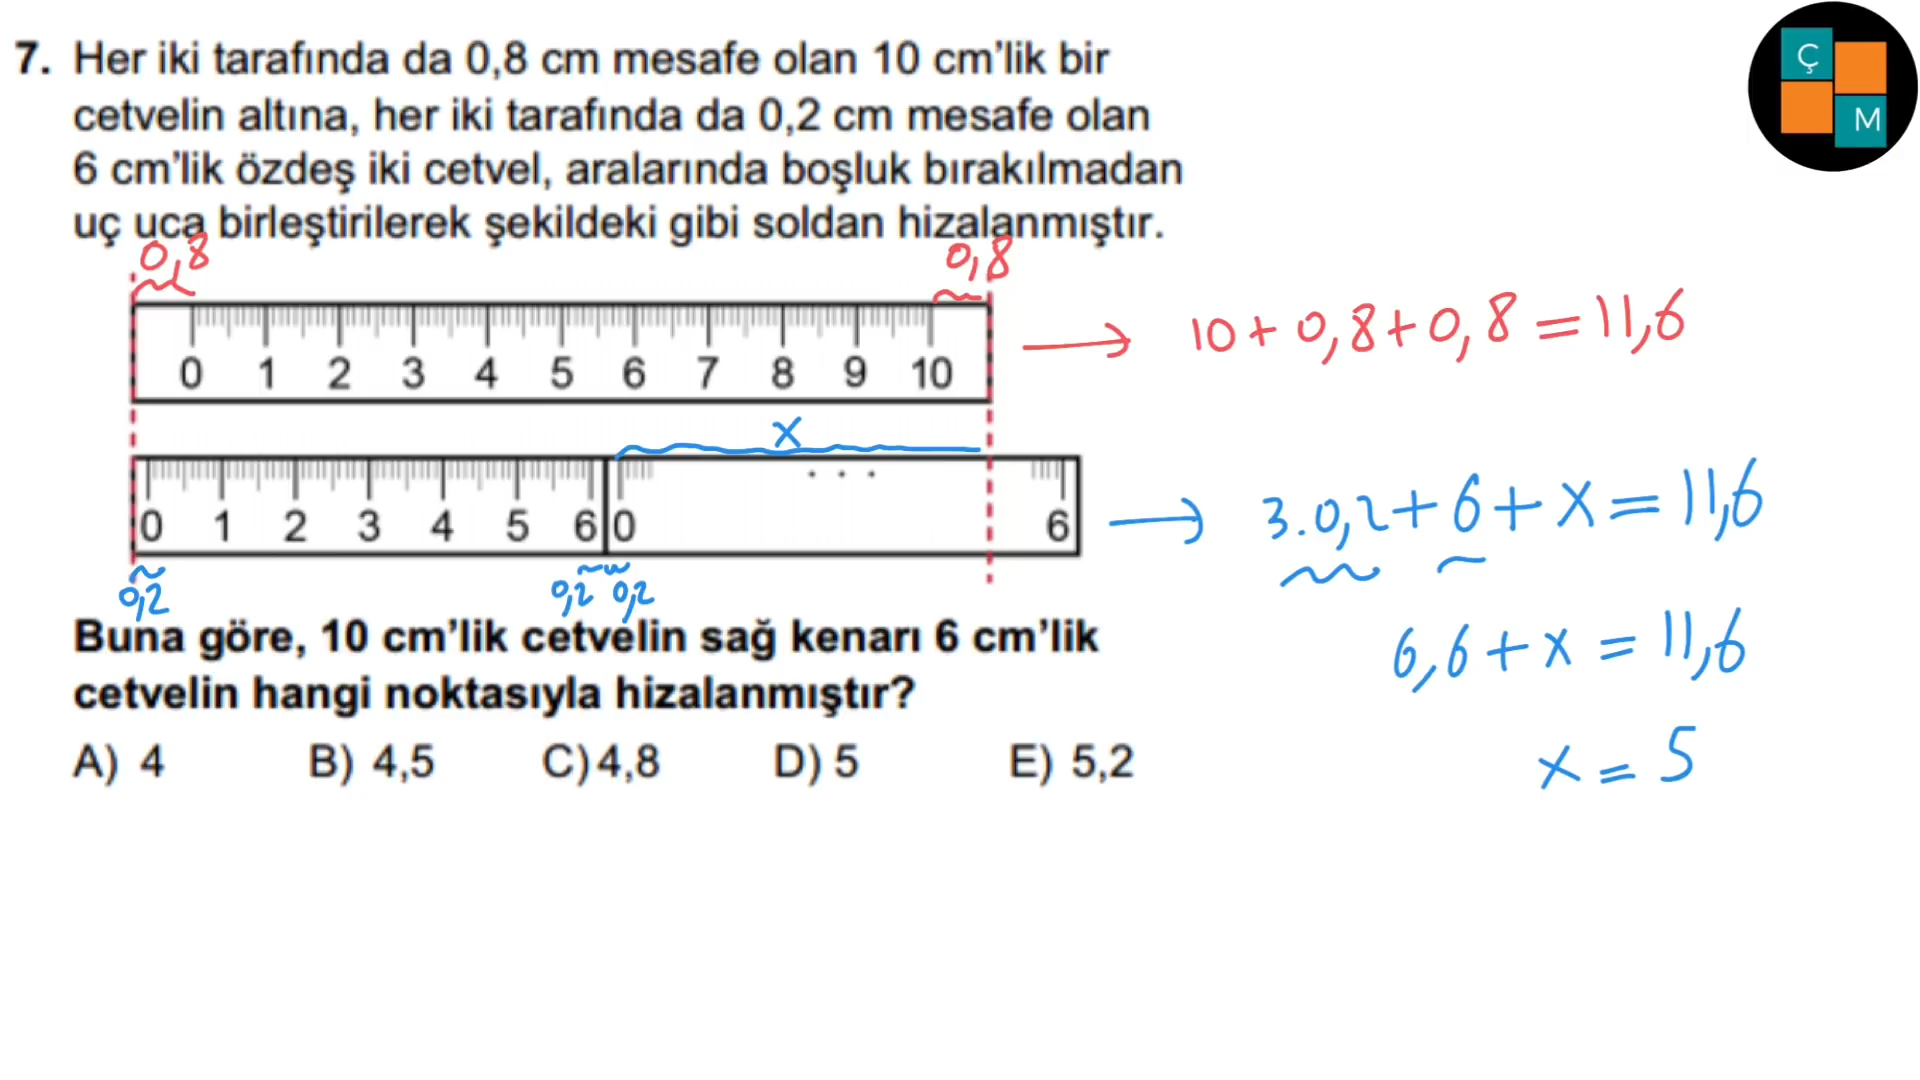 Ç
M
7. Her iki tarafında da 0,8 cm mesafe olan 10 cm'lik bir
cetvelin altına, her iki tarafında da 0,2 cm mesafe olan
6 cm'lik özdeş iki cetvel, aralarında boşluk bırakılmadan
uç uca birleştirilerek şekildeki gibi soldan hizalanmıştır.
0,8 0,8
0 1 2 3 4 5 6 7 8 9 10
10 + 0,8 + 0,8 = 11,6
x
0 1 2 3 4 5 6 0 . . . 6
3.0,2 + 6 + x = 11,6
0,2 0,2 0,2
6,6 + x = 11,6
x = 5
Buna göre, 10 cm'lik cetvelin sağ kenarı 6 cm'lik
cetvelin hangi noktasıyla hizalanmıştır?
A) 4 B) 4,5 C) 4,8 D) 5 E) 5,2